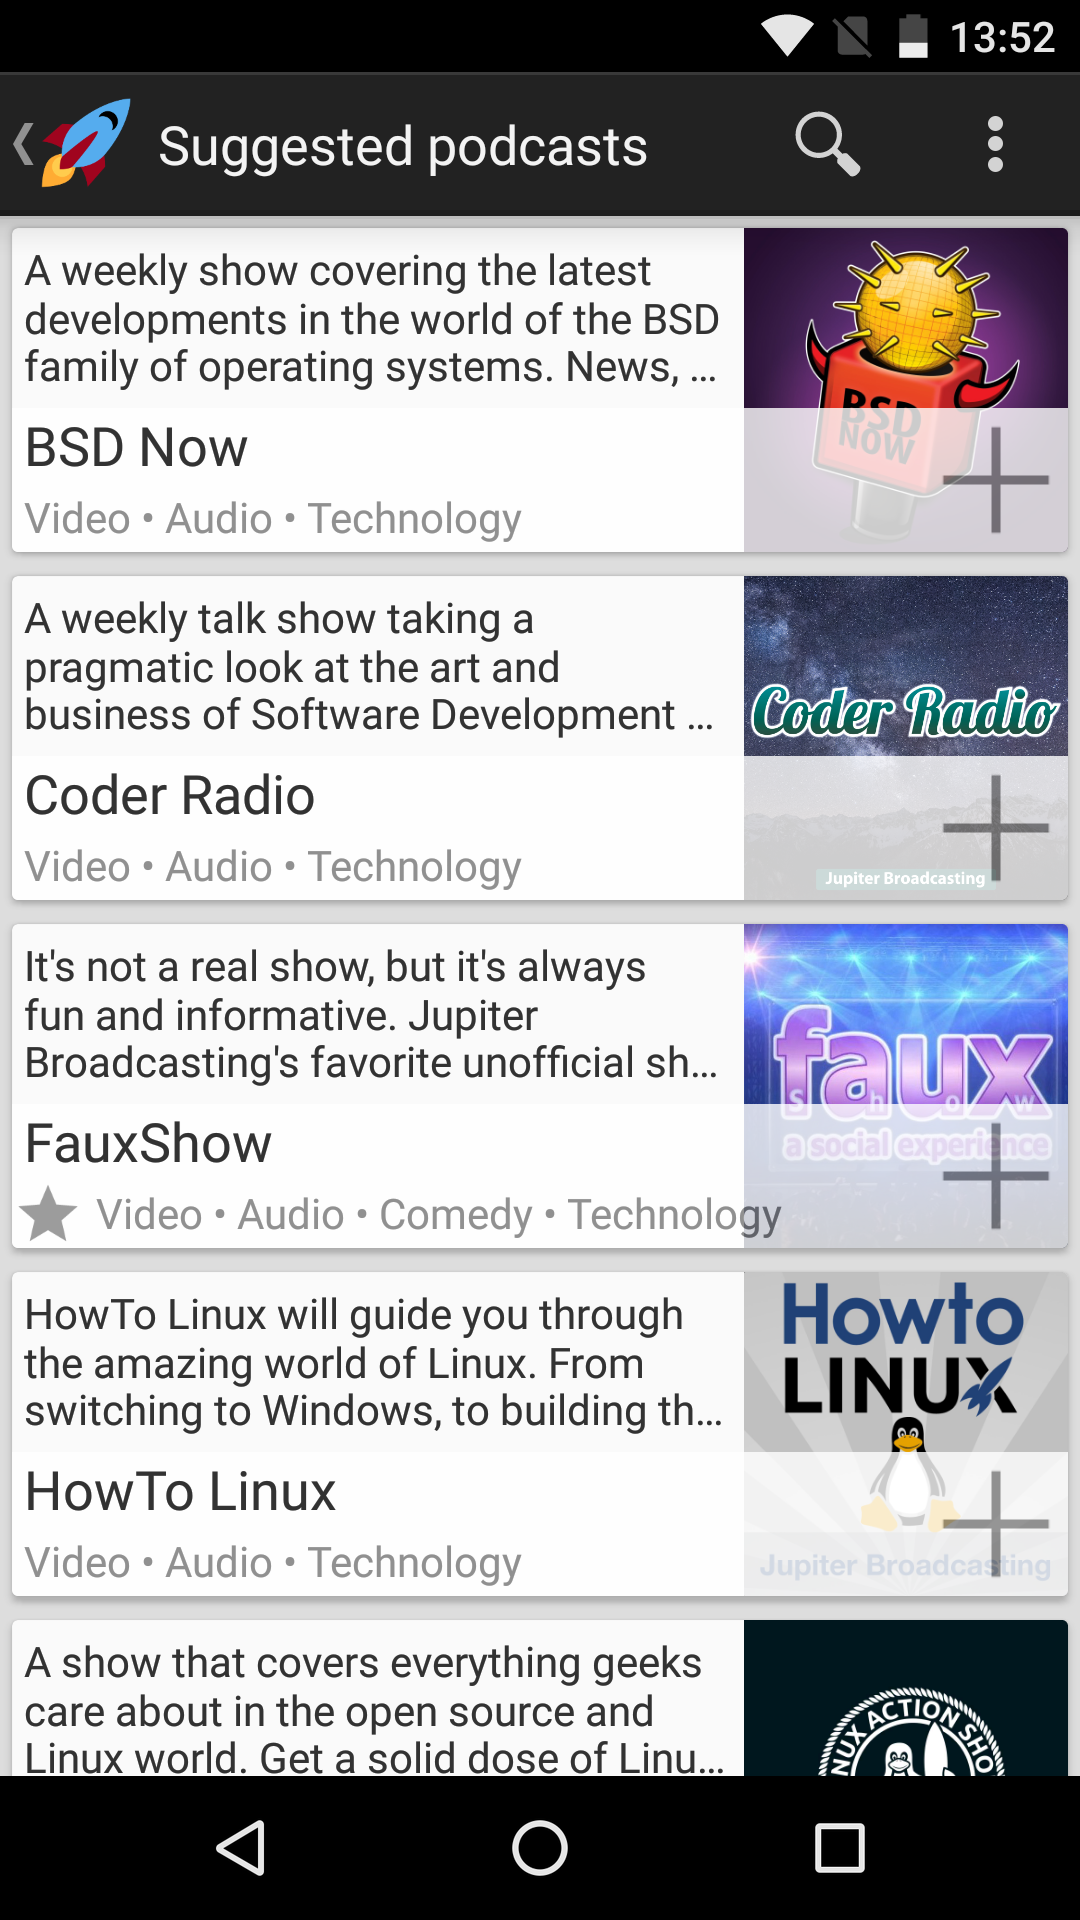 13:52
Suggested podcasts
A weekly show covering the latest
developments in the world of the BSD
family of operating systems. News, ...
BSD NOW
BSD Now
Video • Audio • Technology
A weekly talk show taking a
pragmatic look at the art and
business of Software Development ...
Coder Radio
Coder Radio
Video • Audio • Technology
Jupiter Broadcasting
It's not a real show, but it's always
fun and informative. Jupiter
Broadcasting's favorite unofficial sh...
faux
Show
a social experience
FauxShow
Video • Audio • Comedy • Technology
HowTo Linux will guide you through
the amazing world of Linux. From
switching to Windows, to building th...
Howto
LINUX
HowTo Linux
Video • Audio • Technology
Jupiter Broadcasting
A show that covers everything geeks
care about in the open source and
Linux world. Get a solid dose of Linu...
NUX ACTION SHO